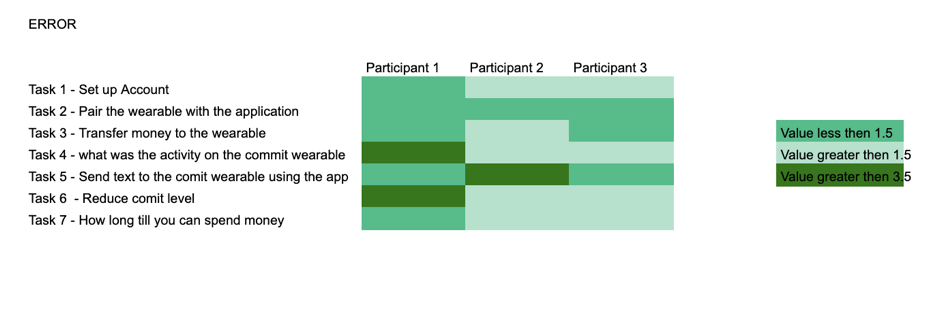 ERROR
Participant 1 Participant 2 Participant 3
Task 1 - Set up Account
Task 2 - Pair the wearable with the application
Task 3 - Transfer money to the wearable
Value less then 1.5
Task 4 - what was the activity on the commit wearable
Value greater then 1.5
Task 5 - Send text to the comit wearable using the app
Value greater then 3.5
Task 6  - Reduce comit level
Task 7 - How long till you can spend money